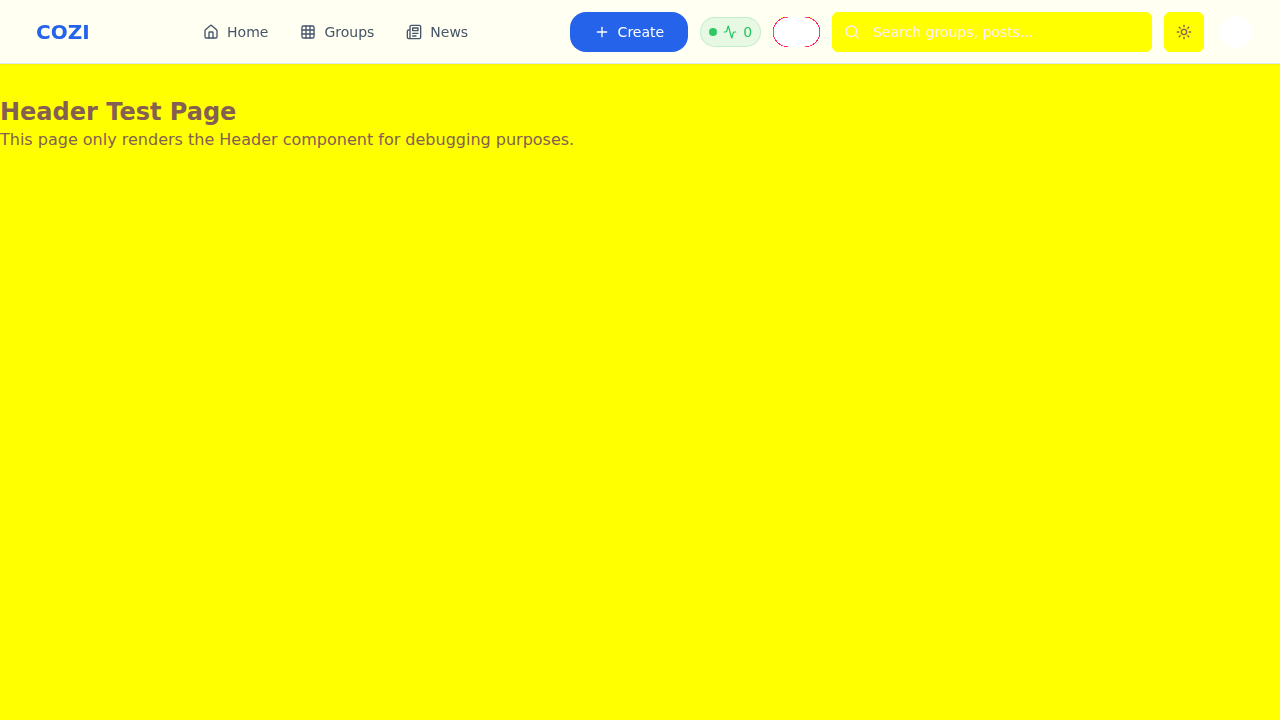 COZI
Home
Groups
News
Create
0
Search groups, posts...
Header Test Page
This page only renders the Header component for debugging purposes.